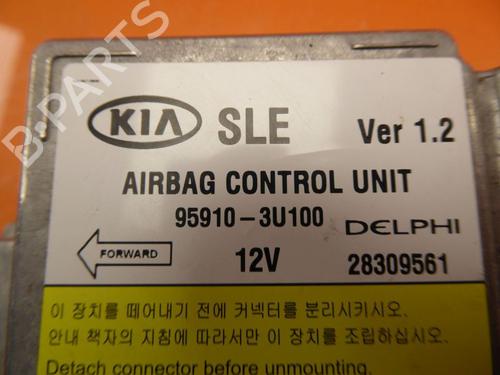 KIA SLE Ver 1.2
AIRBAG CONTROL UNIT
95910-3U100 DELPHI
FORWARD 12V 28309561
이 장치를 떼어내기 전에 커넥터를 분리시키시오.
안내 책자의 지침에 따라서만 이 장치를 조립하십시오.
Detach connector before unmounting.
B-PARTS